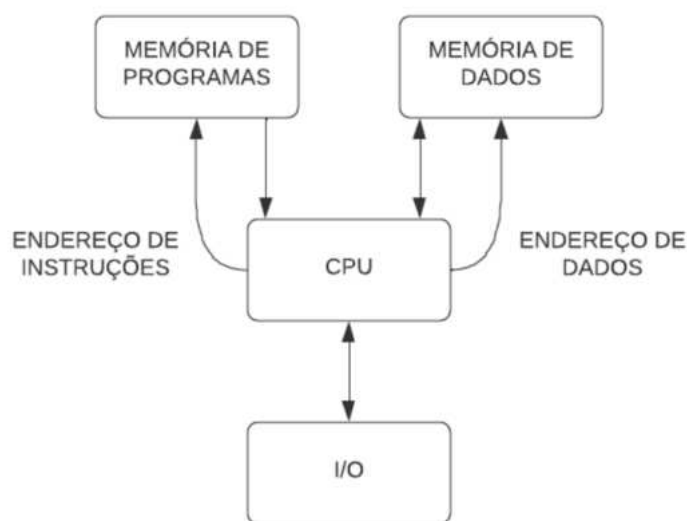 MEMÓRIA DE
PROGRAMAS
MEMÓRIA DE
DADOS
ENDEREÇO DE
INSTRUÇÕES
CPU
ENDEREÇO DE
DADOS
I/O